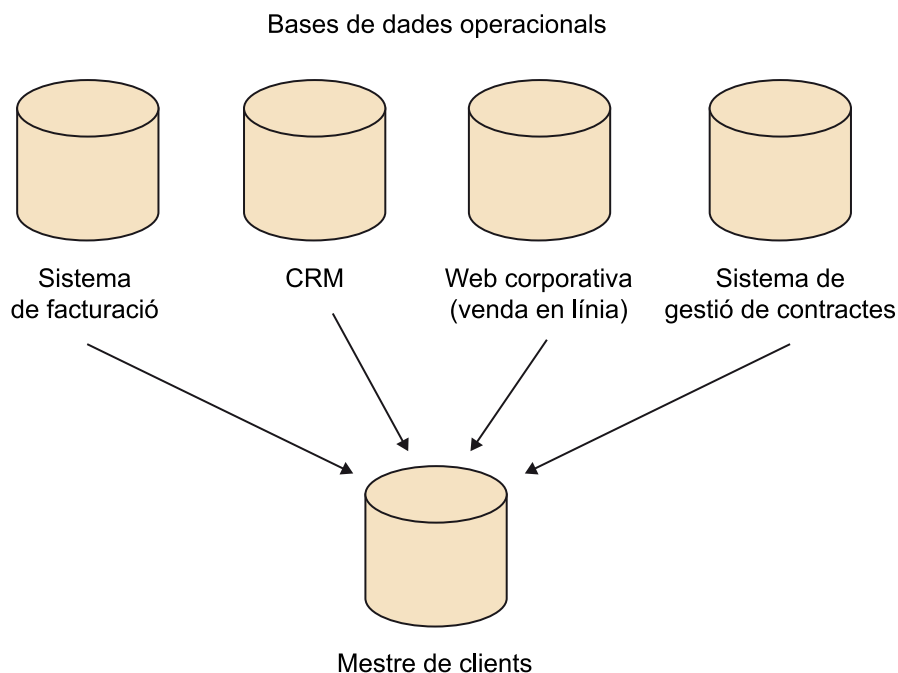 Bases de dades operacionals
Sistema
de facturació
CRM
Web corporativa
(venda en línia)
Sistema de
gestió de contractes
Mestre de clients